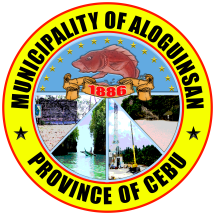 MUNICIPALITY OF ALOGUINSAN
1886
PROVINCE OF CEBU